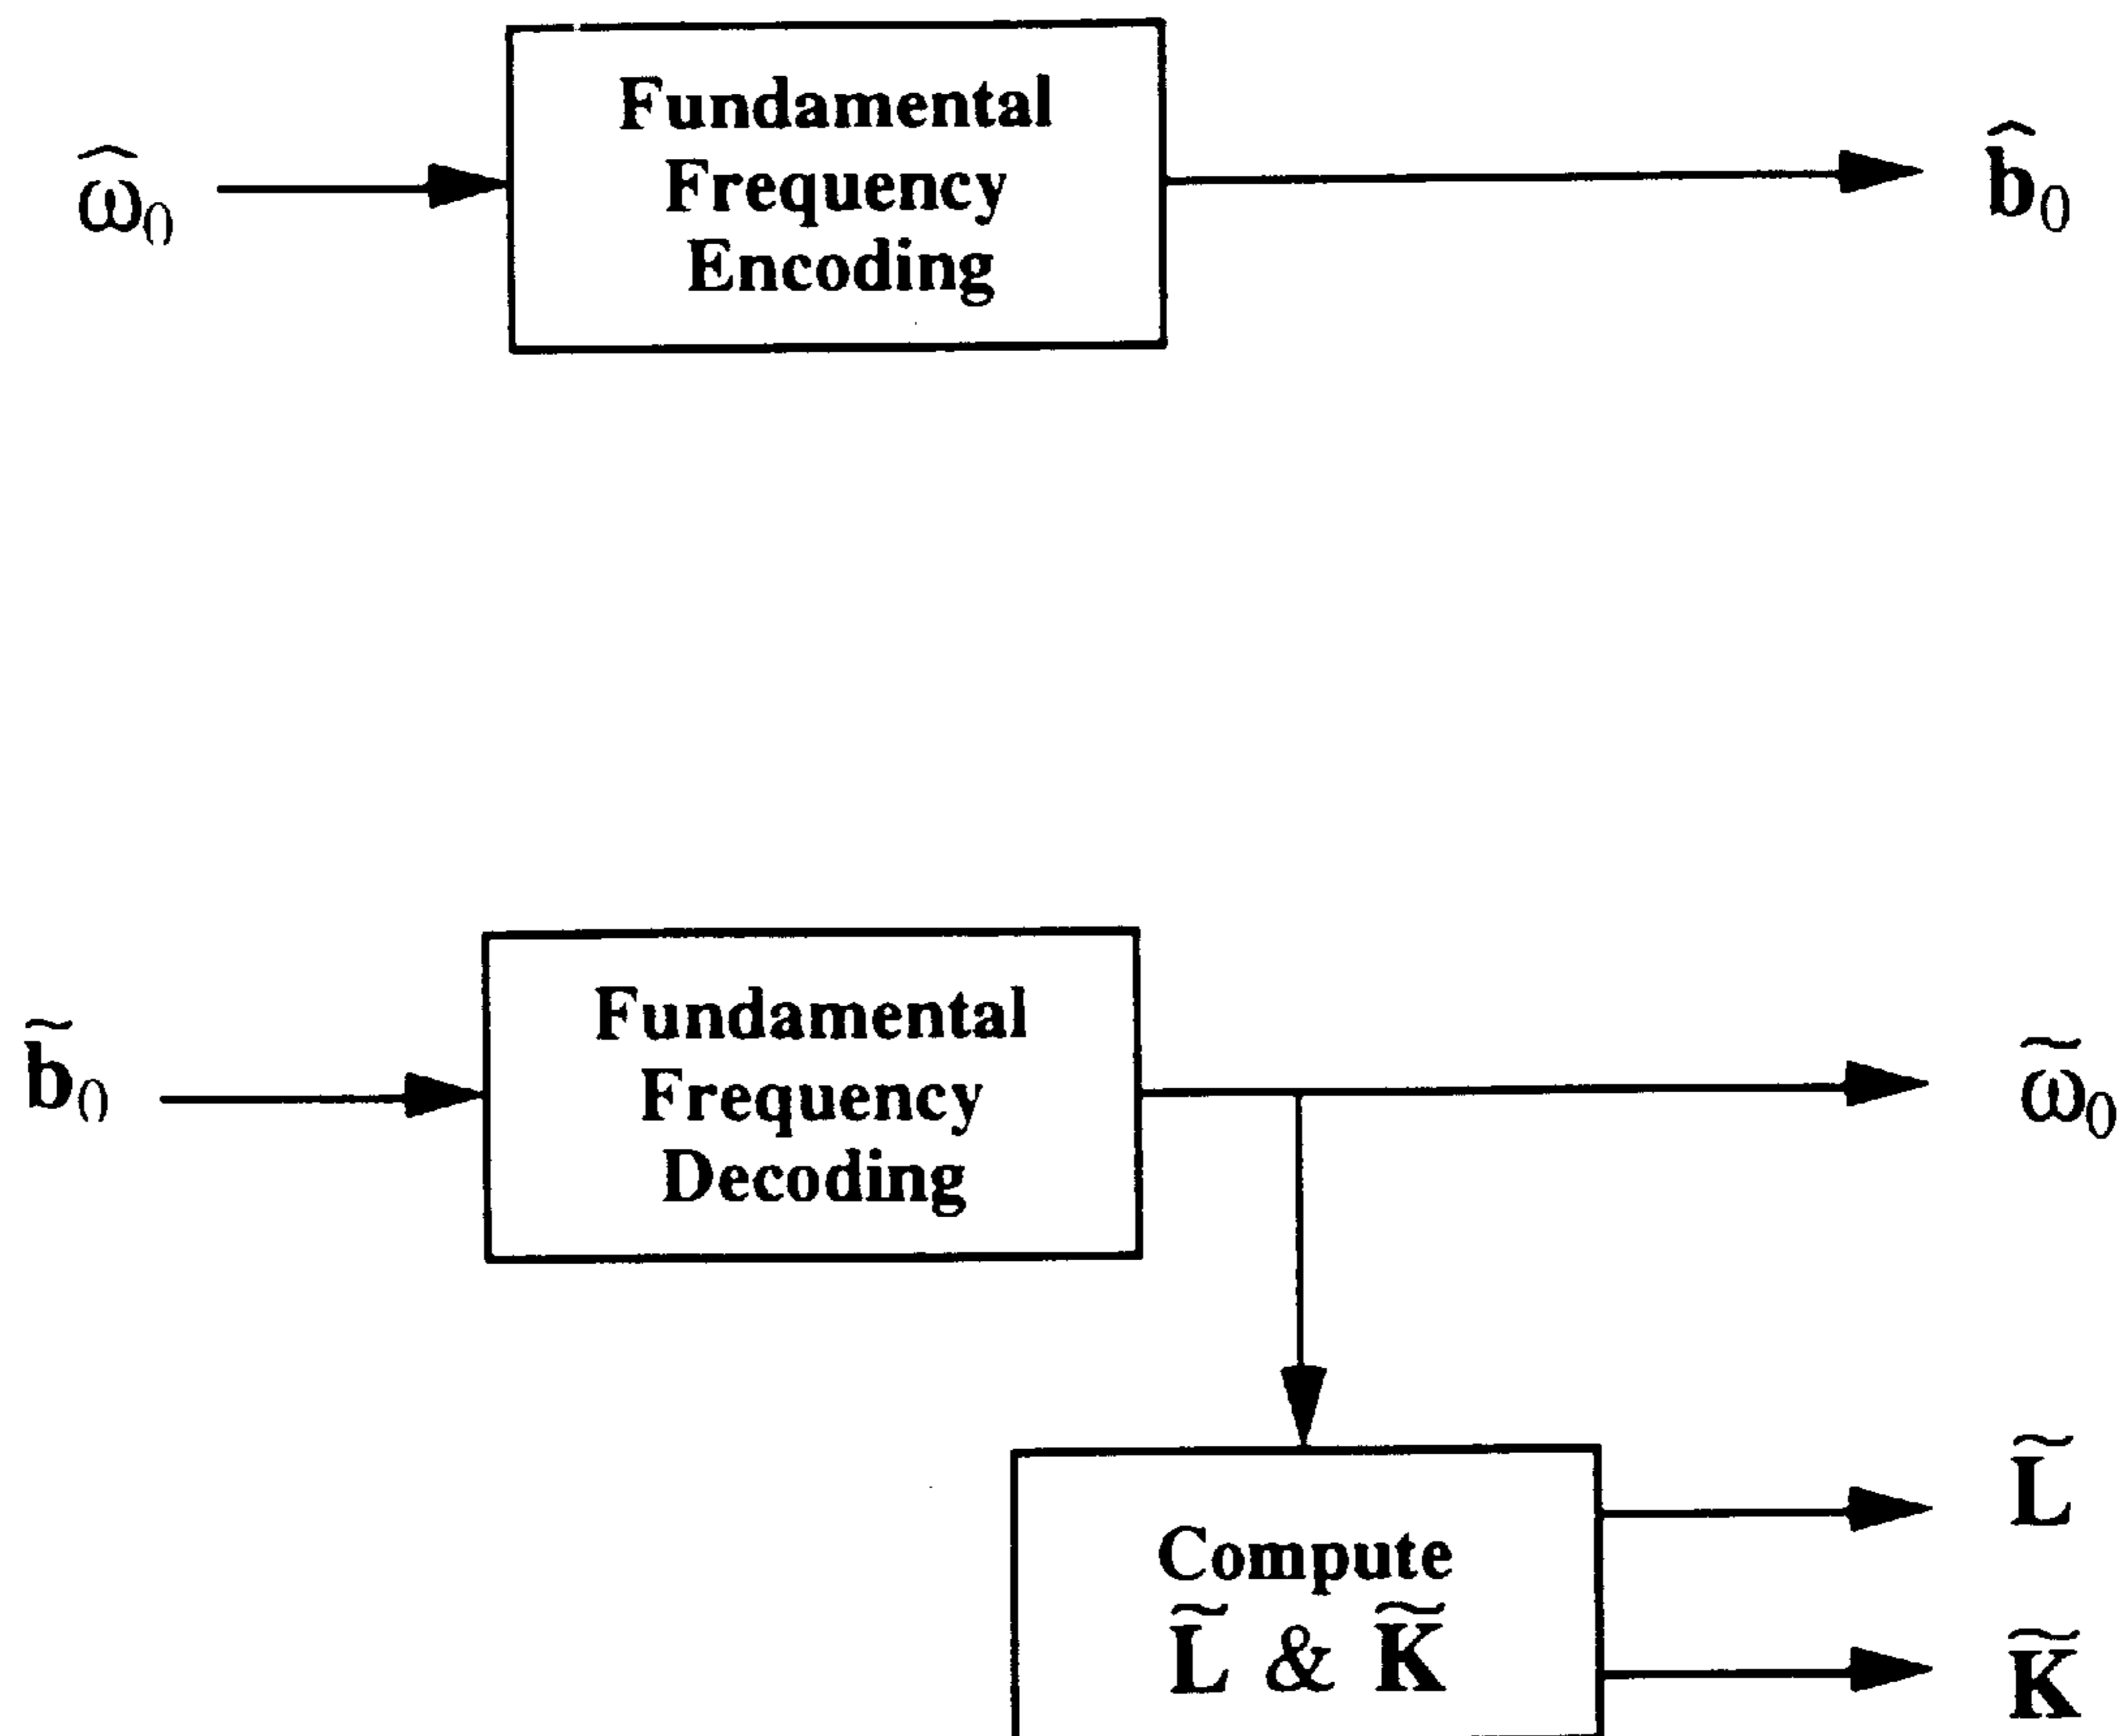 Fundamental
Frequency
Encoding
ω̂₀
b̂₀
Fundamental
Frequency
Decoding
b̃₀
ω̃₀
Compute
L̃ & K̃
L̃
K̃